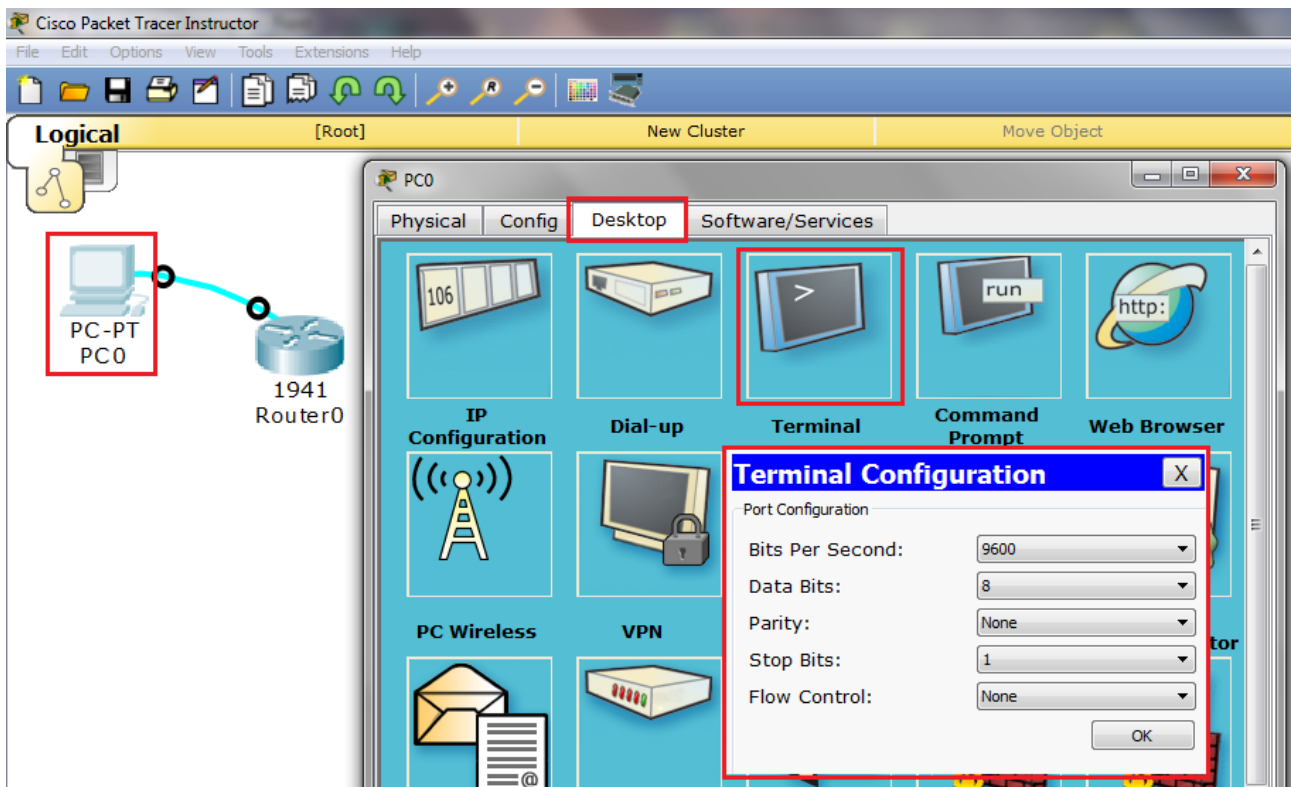 Cisco Packet Tracer Instructor
File Edit Options View Tools Extensions Help
R
Logical [Root] New Cluster Move Object
PC0
Physical Config Desktop Software/Services
106
>
run
http:
PC-PT
PC0
1941
Router0
IP
Configuration
Dial-up
Terminal
Command
Prompt
Web Browser
Terminal Configuration X
Port Configuration
Bits Per Second: 9600
Data Bits: 8
Parity: None
Stop Bits: 1
Flow Control: None
OK
PC Wireless
VPN
tor
@